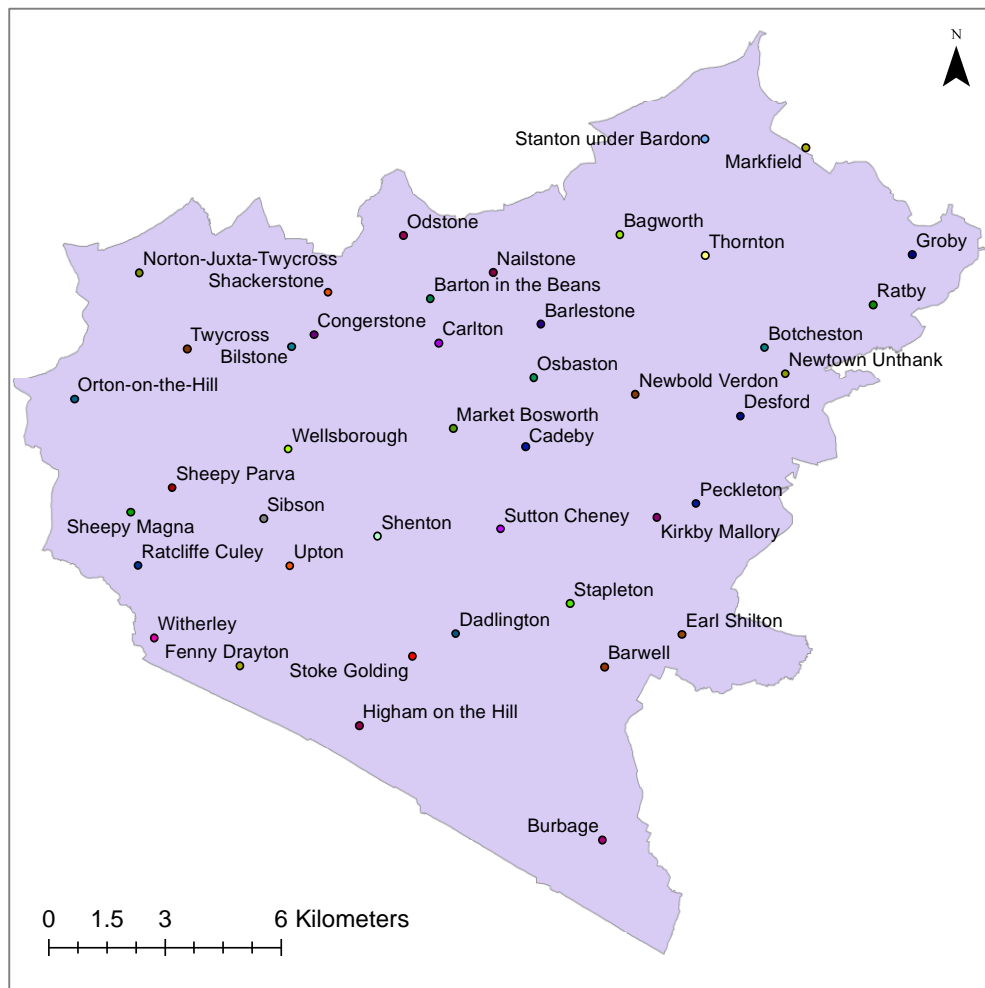 N
Stanton under Bardon
Markfield
Bagworth
Odstone
Thornton
Groby
Norton-Juxta-Twycross
Nailstone
Shackerstone
Barton in the Beans
Ratby
Barlestone
Congerstone
Carlton
Twycross
Botcheston
Bilstone
Newtown Unthank
Osbaston
Orton-on-the-Hill
Newbold Verdon
Desford
Market Bosworth
Wellsborough
Cadeby
Sheepy Parva
Peckleton
Sibson
Sutton Cheney
Sheepy Magna
Shenton
Kirkby Mallory
Ratcliffe Culey
Upton
Stapleton
Witherley
Dadlington
Earl Shilton
Fenny Drayton
Barwell
Stoke Golding
Higham on the Hill
Burbage
0 1.5 3 6 Kilometers